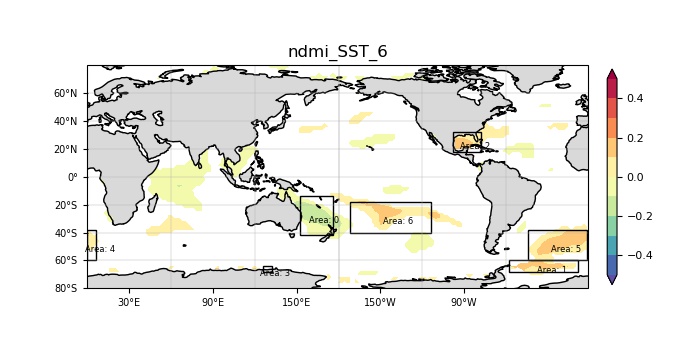 ndmi_SST_6
60°N
40°N
20°N
0°
20°S
40°S
60°S
80°S
30°E
90°E
150°E
150°W
90°W
Area: 2
Area: 0
Area: 6
Area: 4
Area: 5
Area: 3
Area: 1
0.4
0.2
0.0
−0.2
−0.4